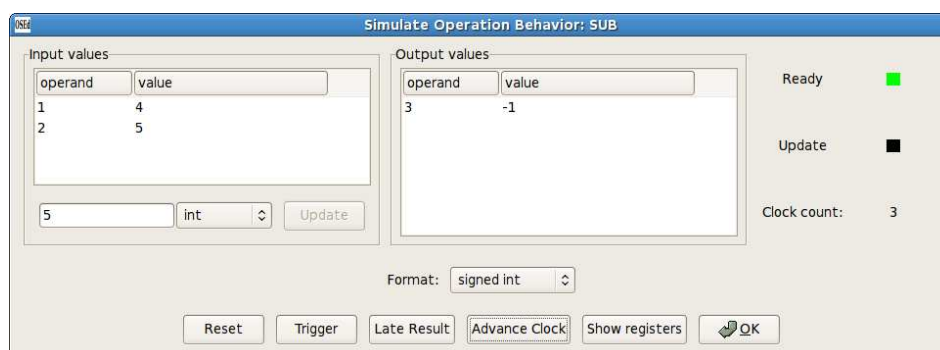 OSEd
Simulate Operation Behavior: SUB
Input values
operand value
1 4
2 5
5 int Update
Output values
operand value
3 -1
Ready
Update
Clock count: 3
Format: signed int
Reset Trigger Late Result Advance Clock Show registers OK